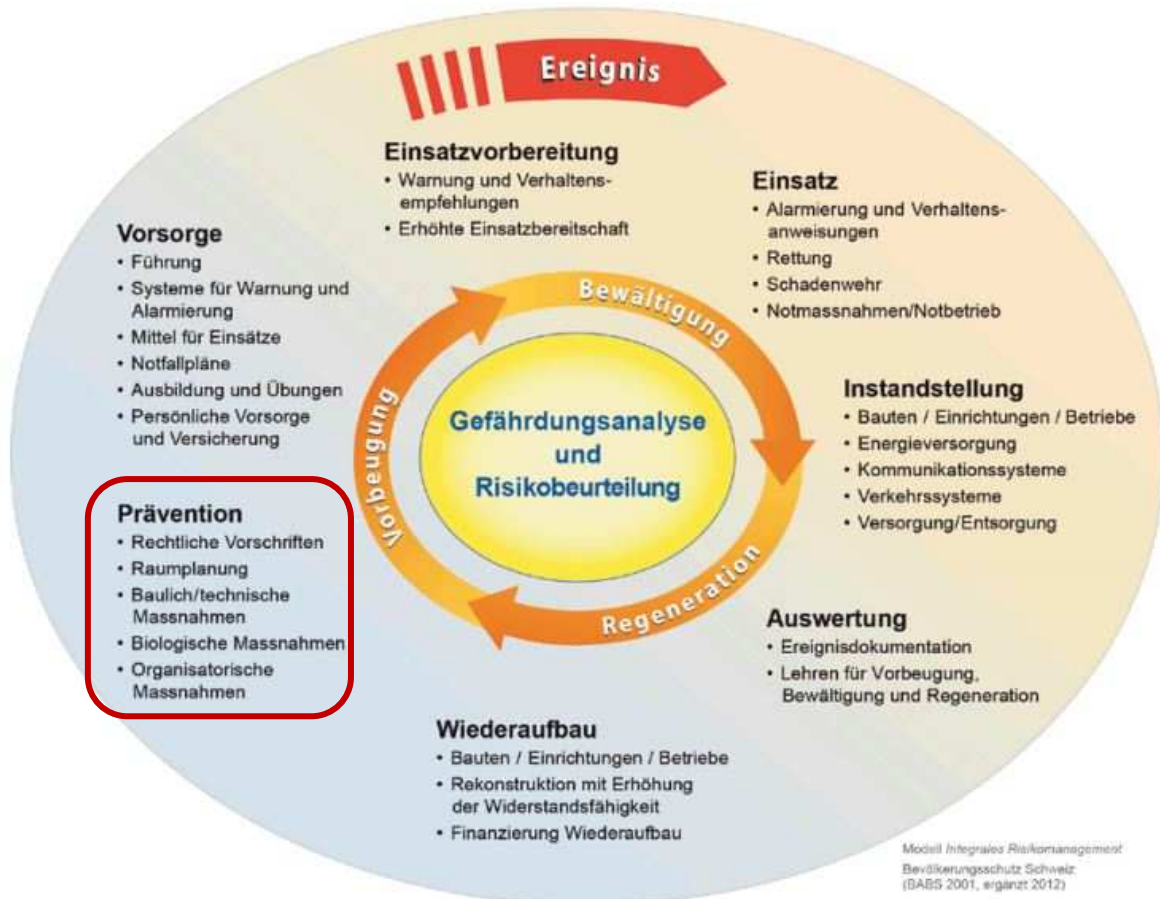 Ereignis
Einsatzvorbereitung
• Warnung und Verhaltens-
empfehlungen
• Erhöhte Einsatzbereitschaft
Einsatz
• Alarmierung und Verhaltens-
anweisungen
• Rettung
• Schadenwehr
• Notmassnahmen/Notbetrieb
Vorsorge
• Führung
• Systeme für Warnung und
Alarmierung
• Mittel für Einsätze
• Notfallpläne
• Ausbildung und Übungen
• Persönliche Vorsorge
und Versicherung
Bewältigung
Vorbeugung
Gefährdungsanalyse
und
Risikobeurteilung
Regeneration
Instandstellung
• Bauten / Einrichtungen / Betriebe
• Energieversorgung
• Kommunikationssysteme
• Verkehrssysteme
• Versorgung/Entsorgung
Prävention
• Rechtliche Vorschriften
• Raumplanung
• Baulich/technische
Massnahmen
• Biologische Massnahmen
• Organisatorische
Massnahmen
Auswertung
• Ereignisdokumentation
• Lehren für Vorbeugung,
Bewältigung und Regeneration
Wiederaufbau
• Bauten / Einrichtungen / Betriebe
• Rekonstruktion mit Erhöhung
der Widerstandsfähigkeit
• Finanzierung Wiederaufbau
Modell Integrales Risikomanagement
Bevölkerungsschutz Schweiz
(BABS 2001, ergänzt 2012)